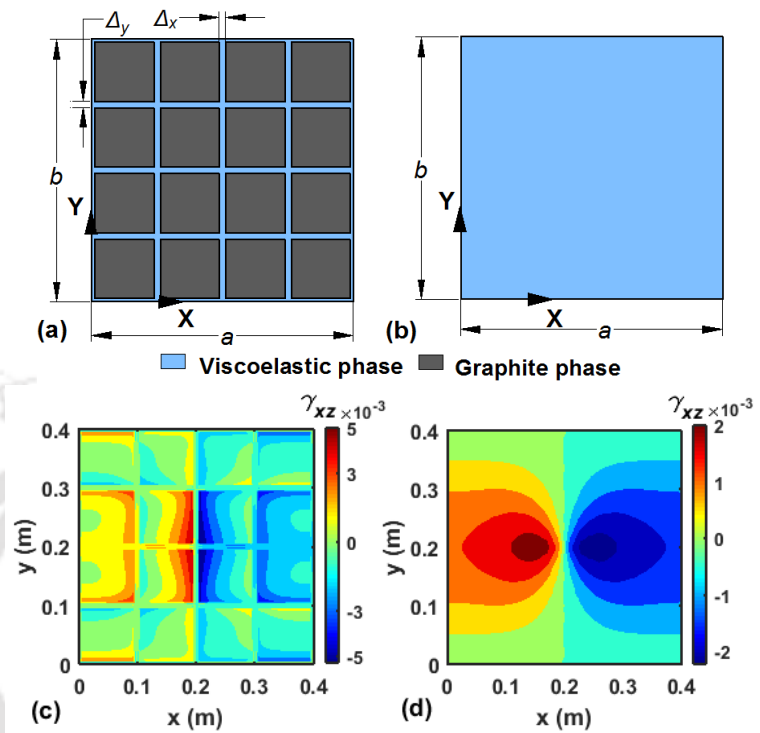 Δy Δx
b
Y
X
(a)
a
b
Y
X
(b)
a
Viscoelastic phase Graphite phase
γxz ×10⁻³
0.4
0.3
0.2
0.1
0
y (m)
0 0.1 0.2 0.3 0.4
x (m)
5
3
0
-3
-5
(c)
γxz ×10⁻³
0.4
0.3
0.2
0.1
0
y (m)
0 0.1 0.2 0.3 0.4
x (m)
2
1
0
-1
-2
(d)